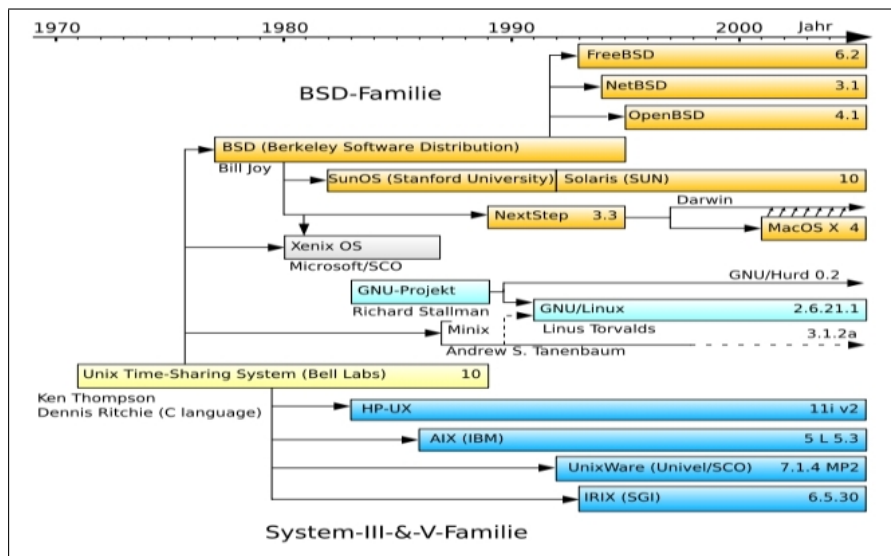 1970 1980 1990 2000 Jahr
FreeBSD 6.2
BSD-Familie
NetBSD 3.1
OpenBSD 4.1
BSD (Berkeley Software Distribution)
Bill Joy
SunOS (Stanford University) Solaris (SUN) 10
Darwin
NextStep 3.3
MacOS X 4
Xenix OS
Microsoft/SCO
GNU/Hurd 0.2
GNU-Projekt
Richard Stallman
GNU/Linux 2.6.21.1
Linus Torvalds
Minix
3.1.2a
Andrew S. Tanenbaum
Unix Time-Sharing System (Bell Labs) 10
Ken Thompson
Dennis Ritchie (C language)
HP-UX 11i v2
AIX (IBM) 5 L 5.3
UnixWare (Univel/SCO) 7.1.4 MP2
IRIX (SGI) 6.5.30
System-III-&-V-Familie